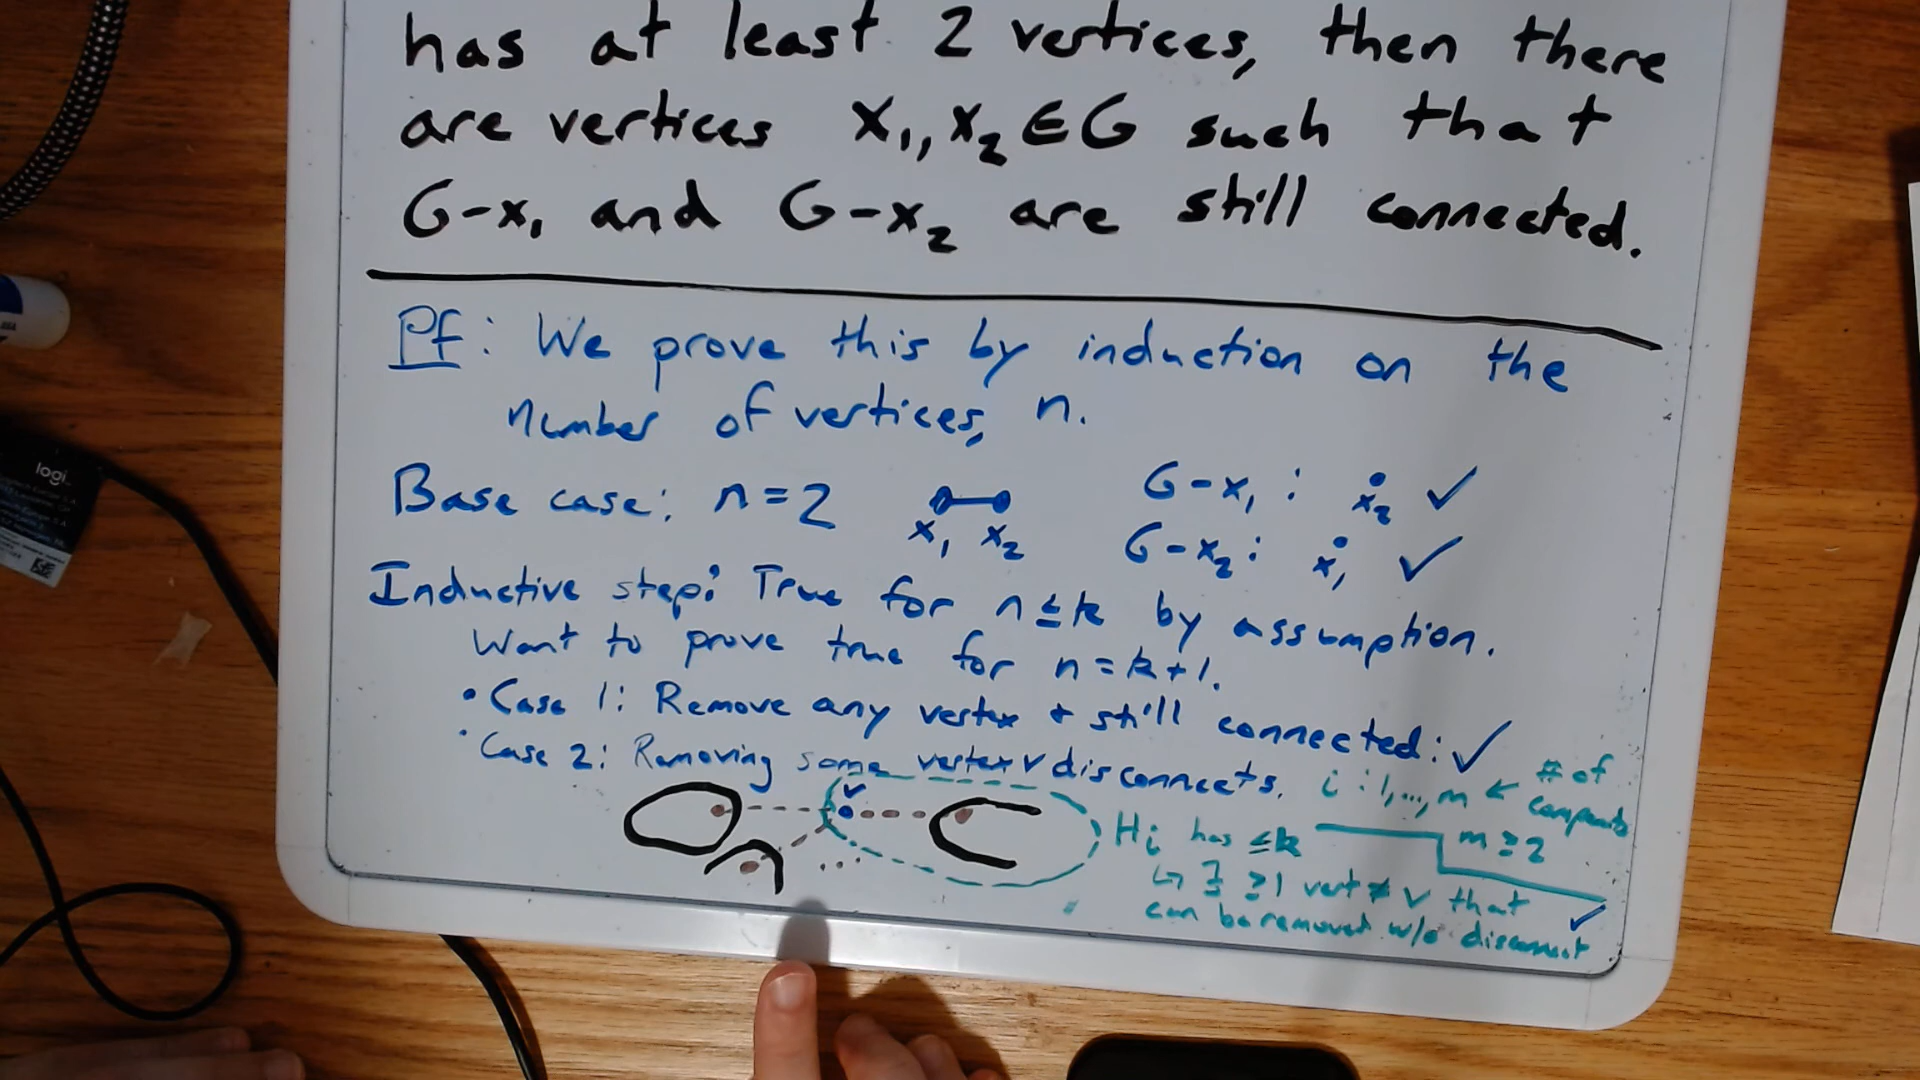 has at least 2 vertices, then there
are vertices x₁, x₂ ∈ G such that
G-x₁ and G-x₂ are still connected.
Pf: We prove this by induction on the
number of vertices, n.
Base case: n=2
x₁ x₂
G-x₁: x₂ ✓
G-x₂: x₁ ✓
Inductive step: True for n≤k by assumption.
Want to prove true for n=k+1.
• Case 1: Remove any vertex + still connected: ✓
• Case 2: Removing some vertex v disconnects.
v
i: 1,...,m ← # of
components
m≥2
Hᵢ has ≤k
↳ ∃ ≥1 vert ≠ v that
can be removed w/o disconnect ✓
logi